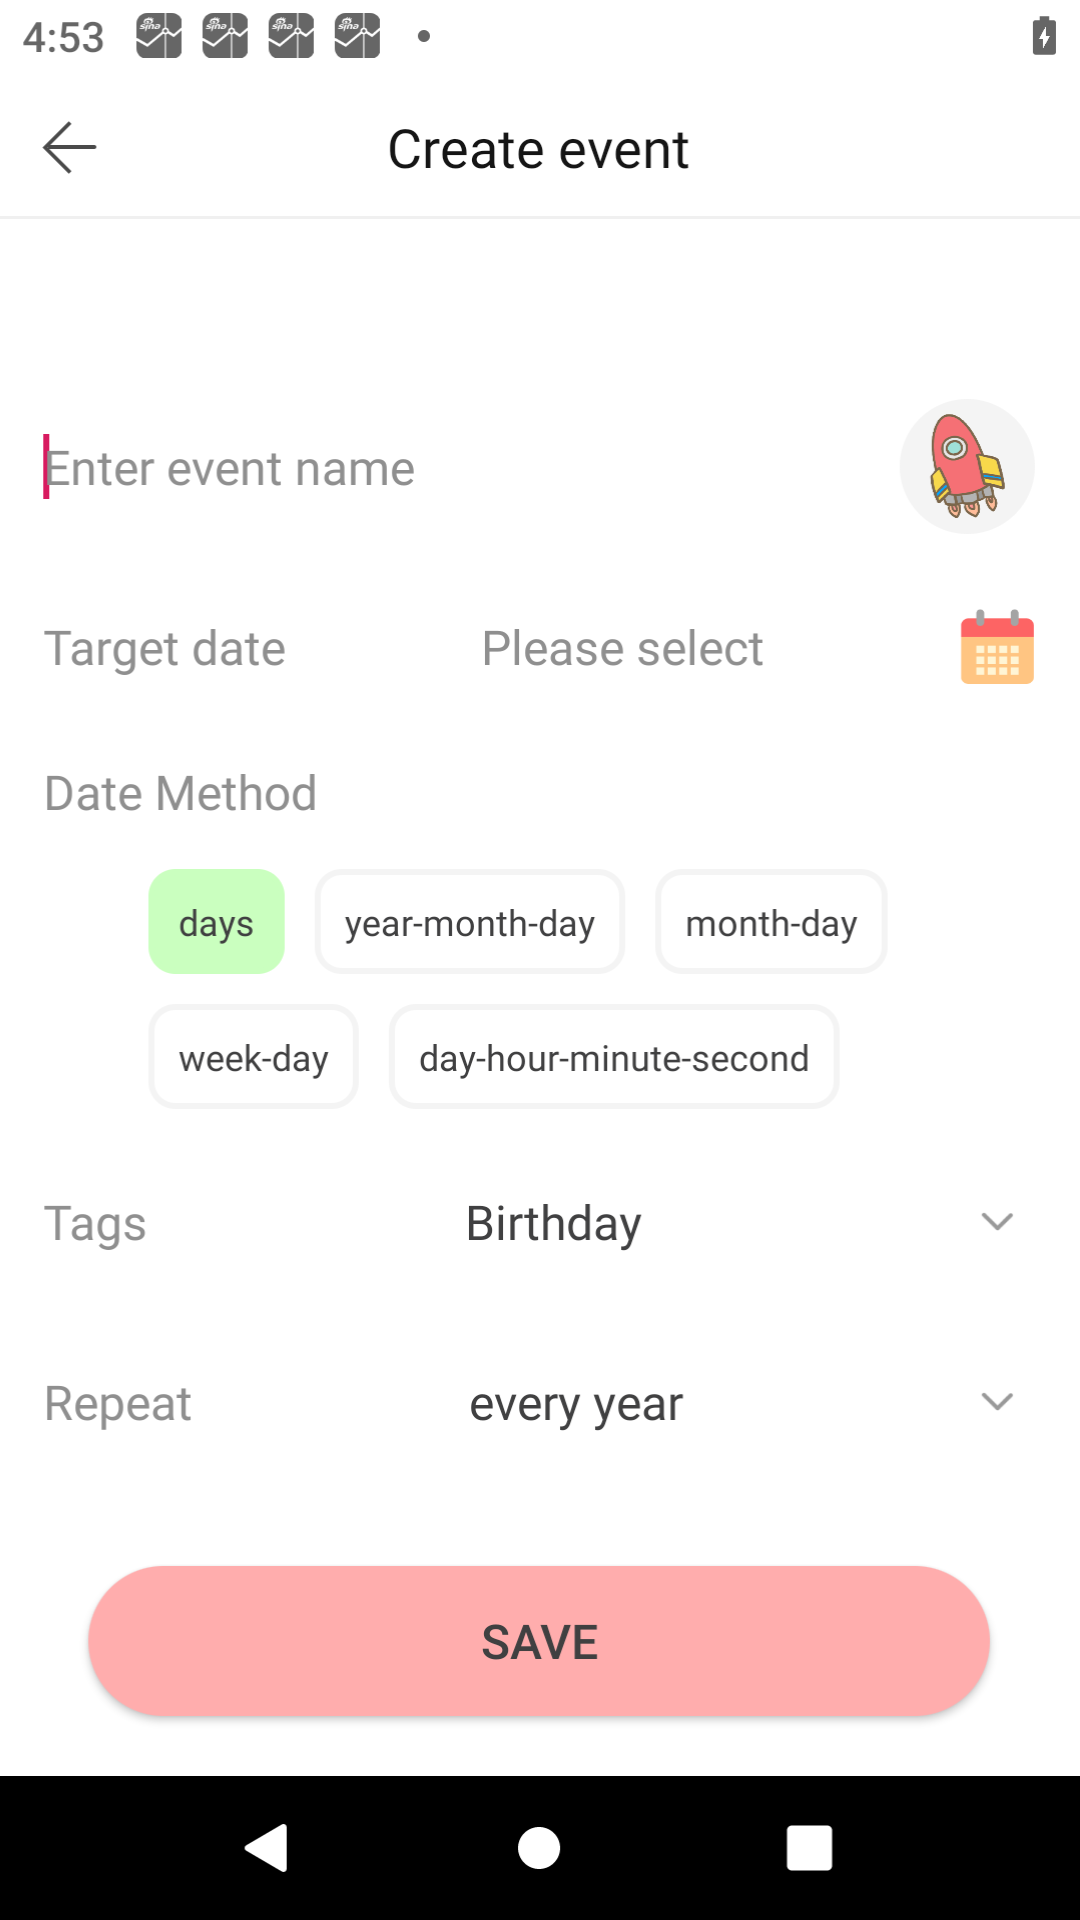 4:53
Create event
Enter event name
Target date Please select
Date Method
days year-month-day month-day
week-day day-hour-minute-second
Tags Birthday
Repeat every year
SAVE